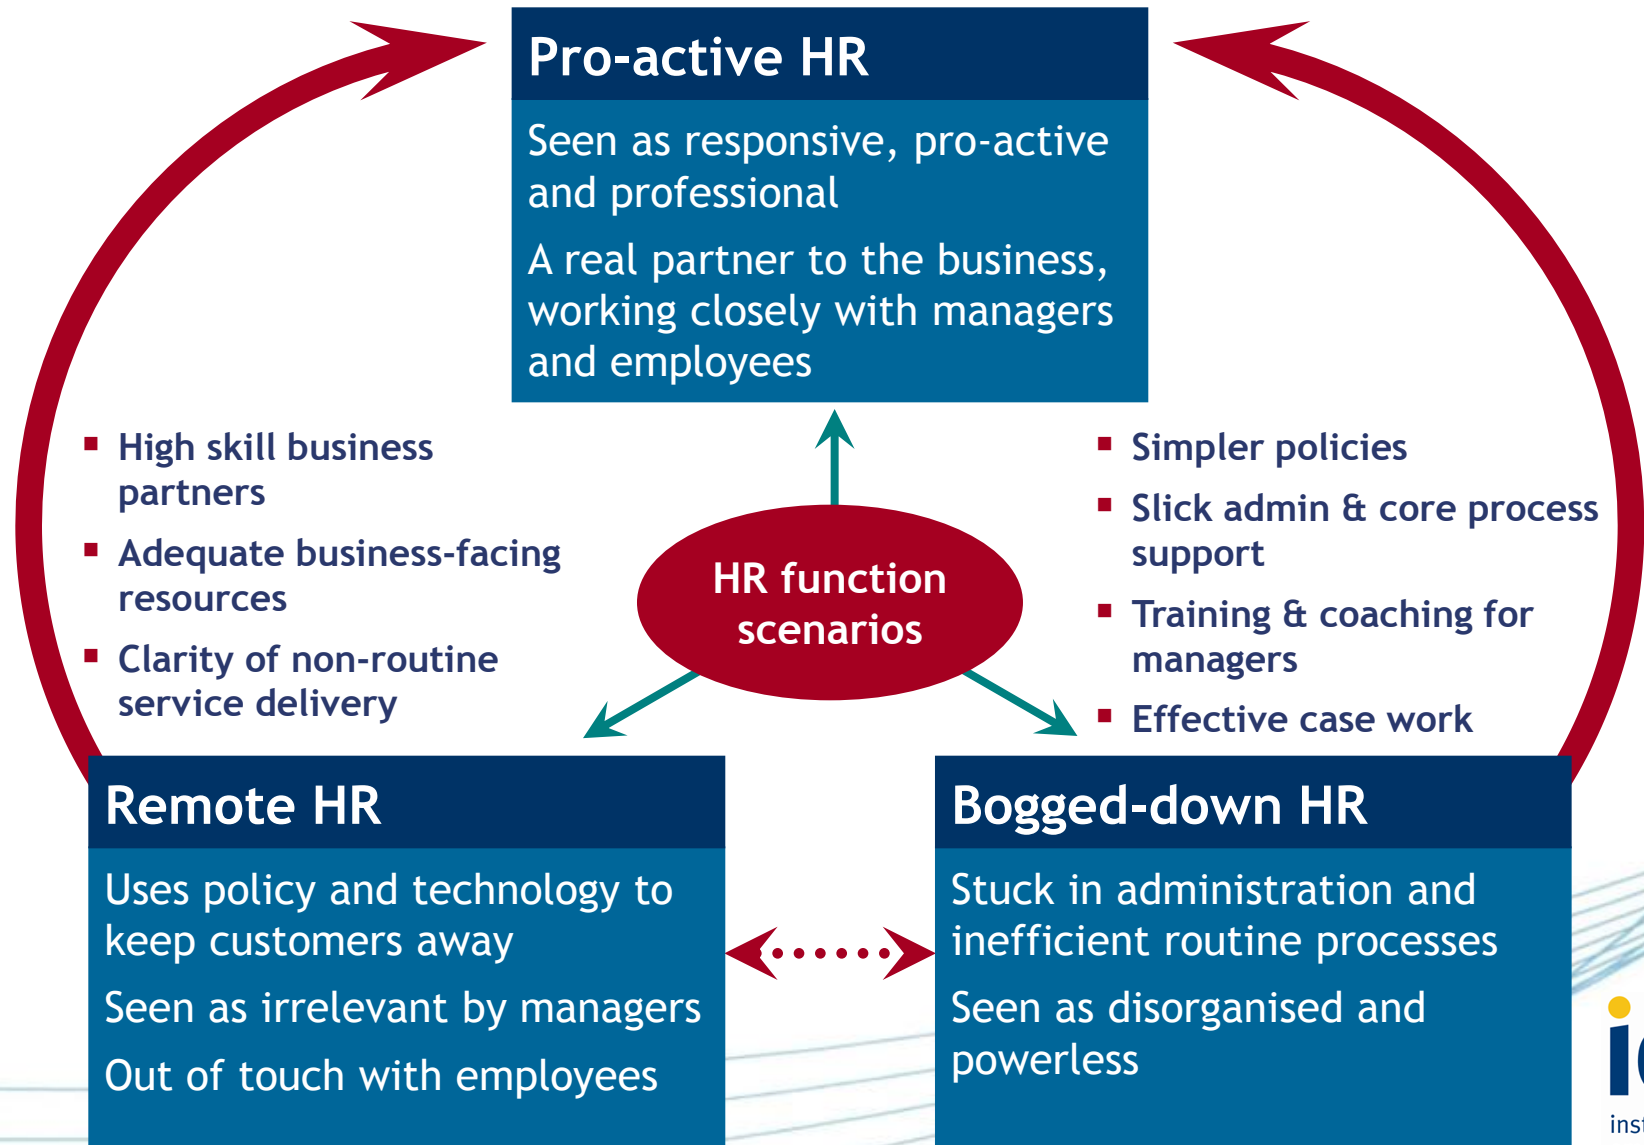 Pro-active HR
Seen as responsive, pro-active
and professional
A real partner to the business,
working closely with managers
and employees
▪ High skill business
partners
▪ Adequate business-facing
resources
▪ Clarity of non-routine
service delivery
HR function
scenarios
▪ Simpler policies
▪ Slick admin & core process
support
▪ Training & coaching for
managers
▪ Effective case work
Remote HR
Uses policy and technology to
keep customers away
Seen as irrelevant by managers
Out of touch with employees
Bogged-down HR
Stuck in administration and
inefficient routine processes
Seen as disorganised and
powerless